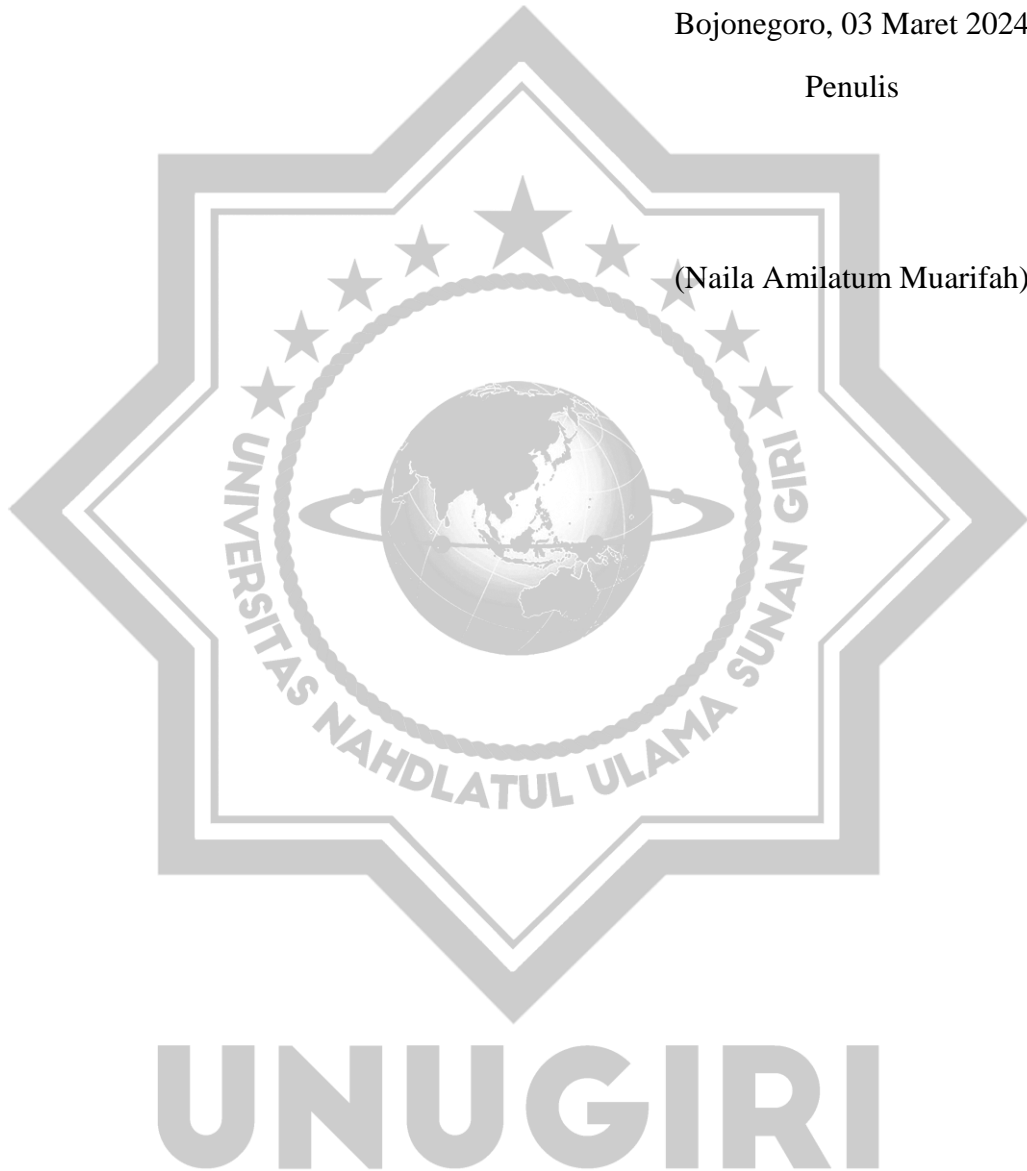 Bojonegoro, 03 Maret 2024
Penulis
(Naila Amilatum Muarifah)
UNIVERSITAS NAHDLATUL ULAMA SUNAN GIRI
UNUGIRI